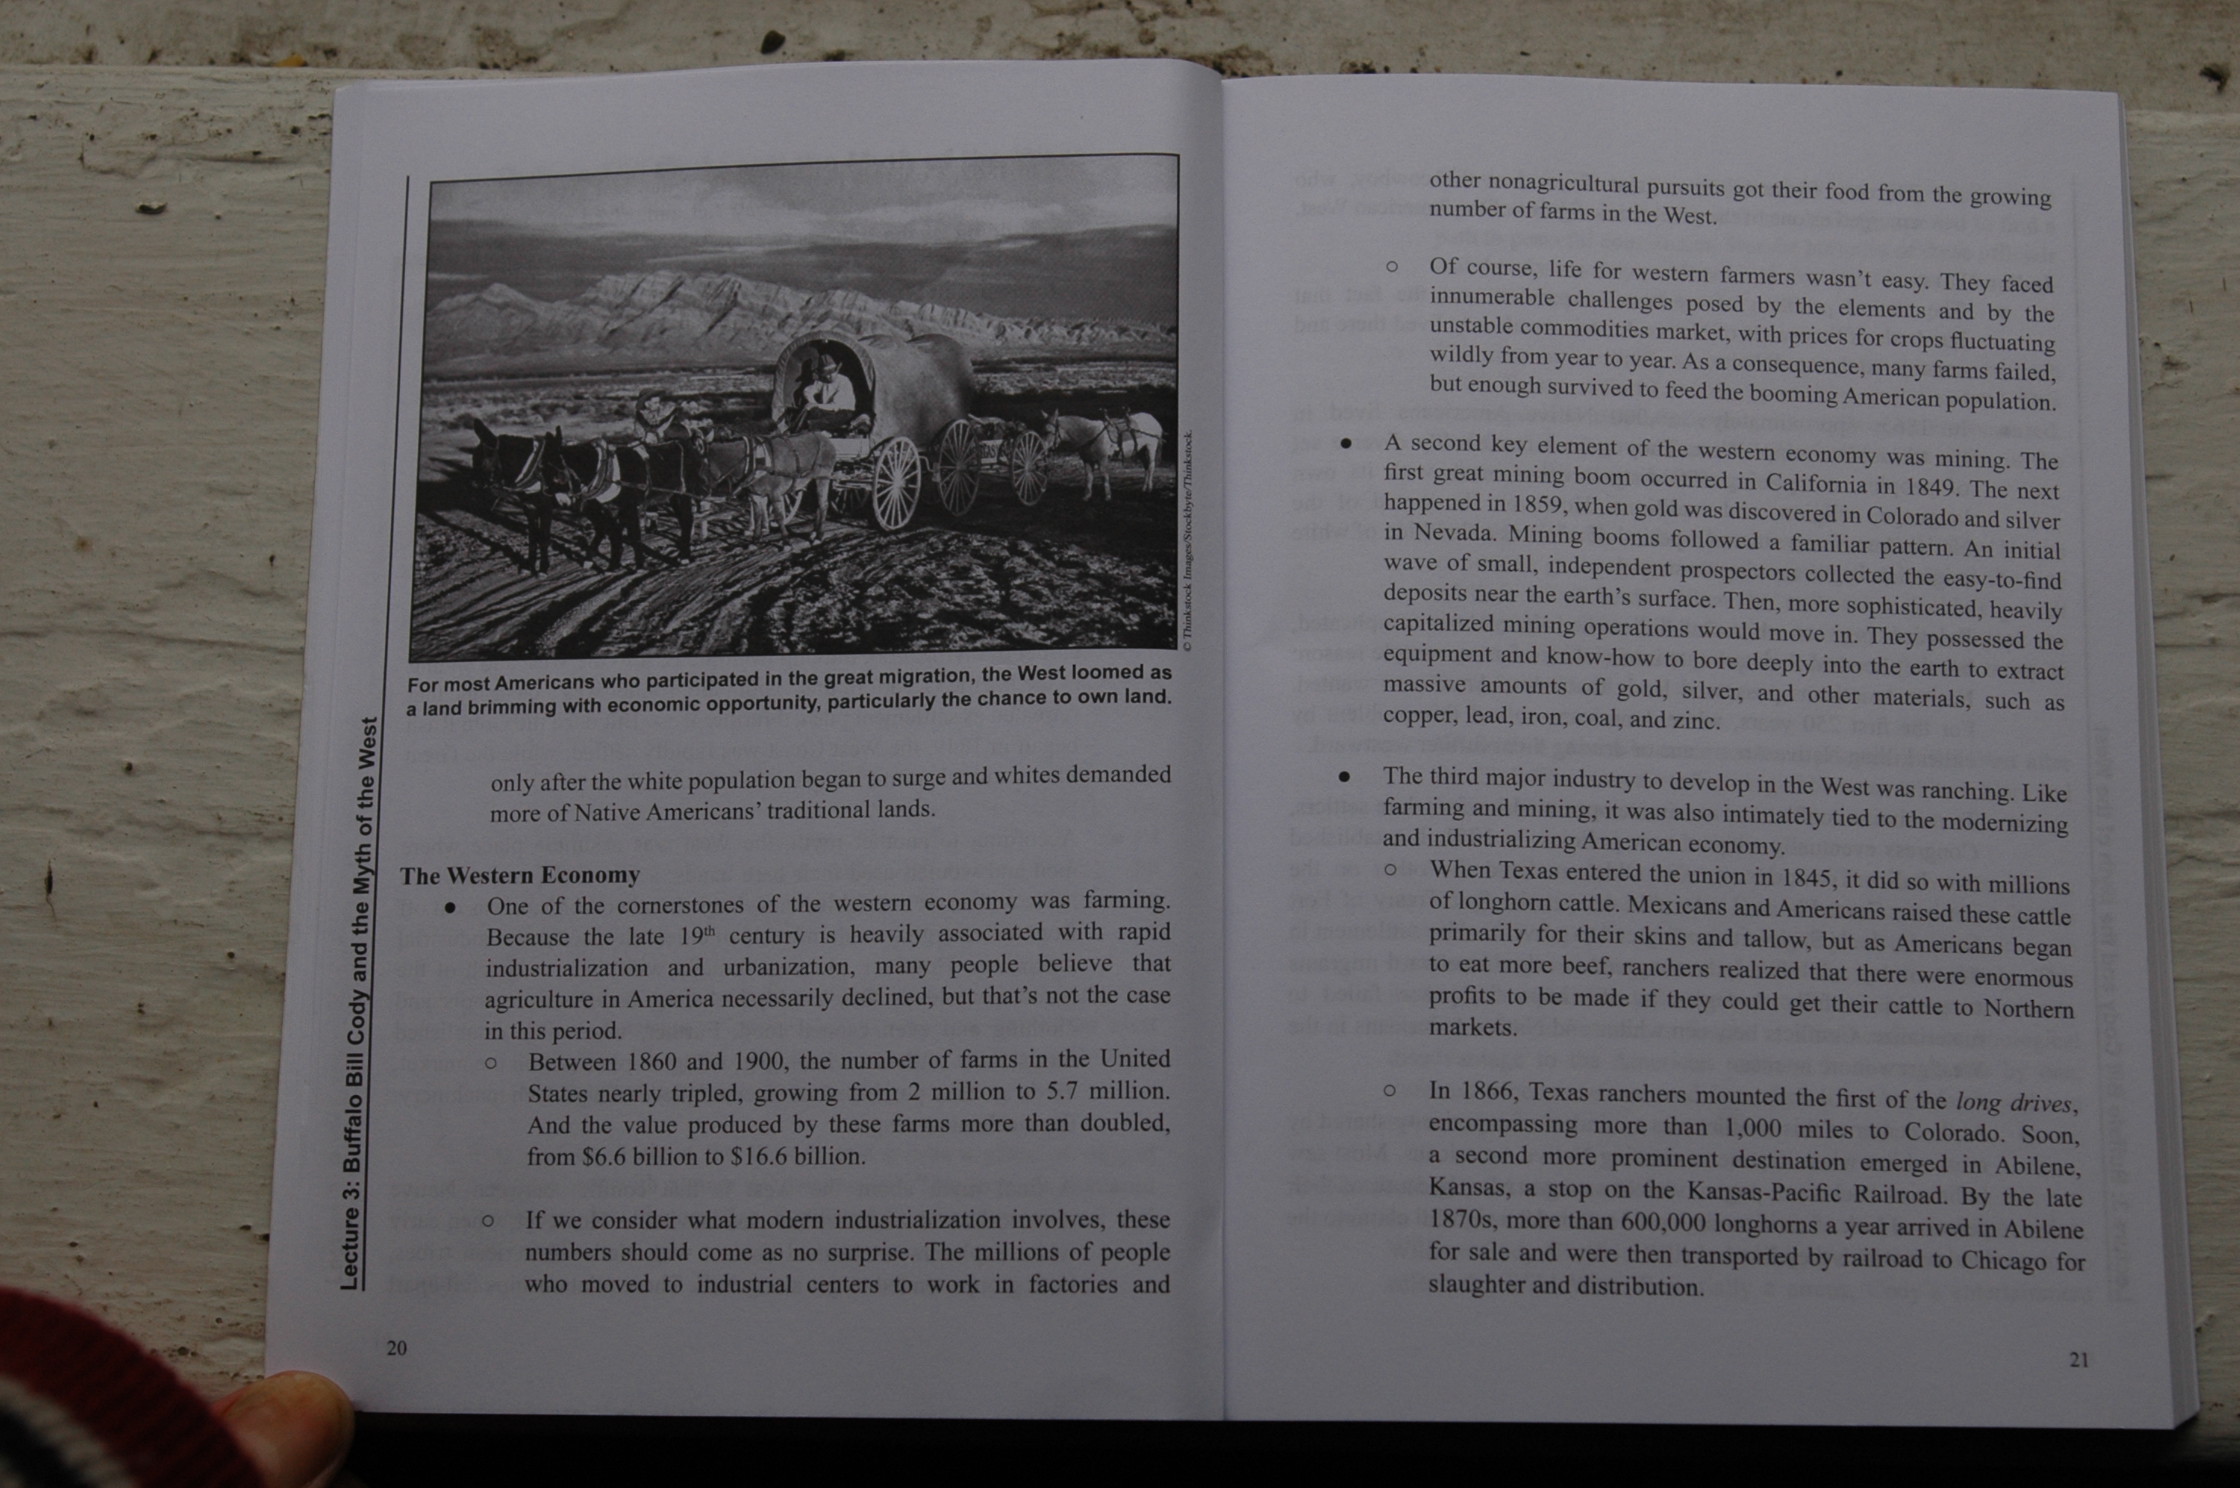 © Thinkstock Images/Stockbyte/Thinkstock.
For most Americans who participated in the great migration, the West loomed as
a land brimming with economic opportunity, particularly the chance to own land.
Lecture 3: Buffalo Bill Cody and the Myth of the West
only after the white population began to surge and whites demanded
more of Native Americans' traditional lands.
The Western Economy
● One of the cornerstones of the western economy was farming.
Because the late 19th century is heavily associated with rapid
industrialization and urbanization, many people believe that
agriculture in America necessarily declined, but that's not the case
in this period.
○ Between 1860 and 1900, the number of farms in the United
States nearly tripled, growing from 2 million to 5.7 million.
And the value produced by these farms more than doubled,
from $6.6 billion to $16.6 billion.
○ If we consider what modern industrialization involves, these
numbers should come as no surprise. The millions of people
who moved to industrial centers to work in factories and
20
other nonagricultural pursuits got their food from the growing
number of farms in the West.
○ Of course, life for western farmers wasn't easy. They faced
innumerable challenges posed by the elements and by the
unstable commodities market, with prices for crops fluctuating
wildly from year to year. As a consequence, many farms failed,
but enough survived to feed the booming American population.
● A second key element of the western economy was mining. The
first great mining boom occurred in California in 1849. The next
happened in 1859, when gold was discovered in Colorado and silver
in Nevada. Mining booms followed a familiar pattern. An initial
wave of small, independent prospectors collected the easy-to-find
deposits near the earth's surface. Then, more sophisticated, heavily
capitalized mining operations would move in. They possessed the
equipment and know-how to bore deeply into the earth to extract
massive amounts of gold, silver, and other materials, such as
copper, lead, iron, coal, and zinc.
● The third major industry to develop in the West was ranching. Like
farming and mining, it was also intimately tied to the modernizing
and industrializing American economy.
○ When Texas entered the union in 1845, it did so with millions
of longhorn cattle. Mexicans and Americans raised these cattle
primarily for their skins and tallow, but as Americans began
to eat more beef, ranchers realized that there were enormous
profits to be made if they could get their cattle to Northern
markets.
○ In 1866, Texas ranchers mounted the first of the long drives,
encompassing more than 1,000 miles to Colorado. Soon,
a second more prominent destination emerged in Abilene,
Kansas, a stop on the Kansas-Pacific Railroad. By the late
1870s, more than 600,000 longhorns a year arrived in Abilene
for sale and were then transported by railroad to Chicago for
slaughter and distribution.
21